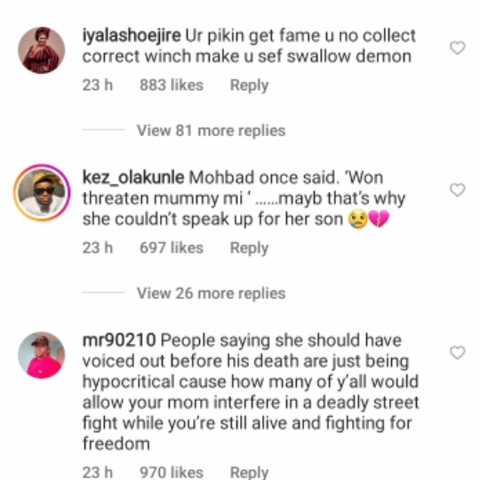 iyalashoejire Ur pikin get fame u no collect
correct winch make u sef swallow demon
23 h 883 likes Reply
View 81 more replies
kez_olakunle Mohbad once said. ‘Won
threaten mummy mi ’ ......mayb that’s why
she couldn’t speak up for her son 😢💔
23 h 697 likes Reply
View 26 more replies
mr90210 People saying she should have
voiced out before his death are just being
hypocritical cause how many of y’all would
allow your mom interfere in a deadly street
fight while you’re still alive and fighting for
freedom
23 h 970 likes Reply